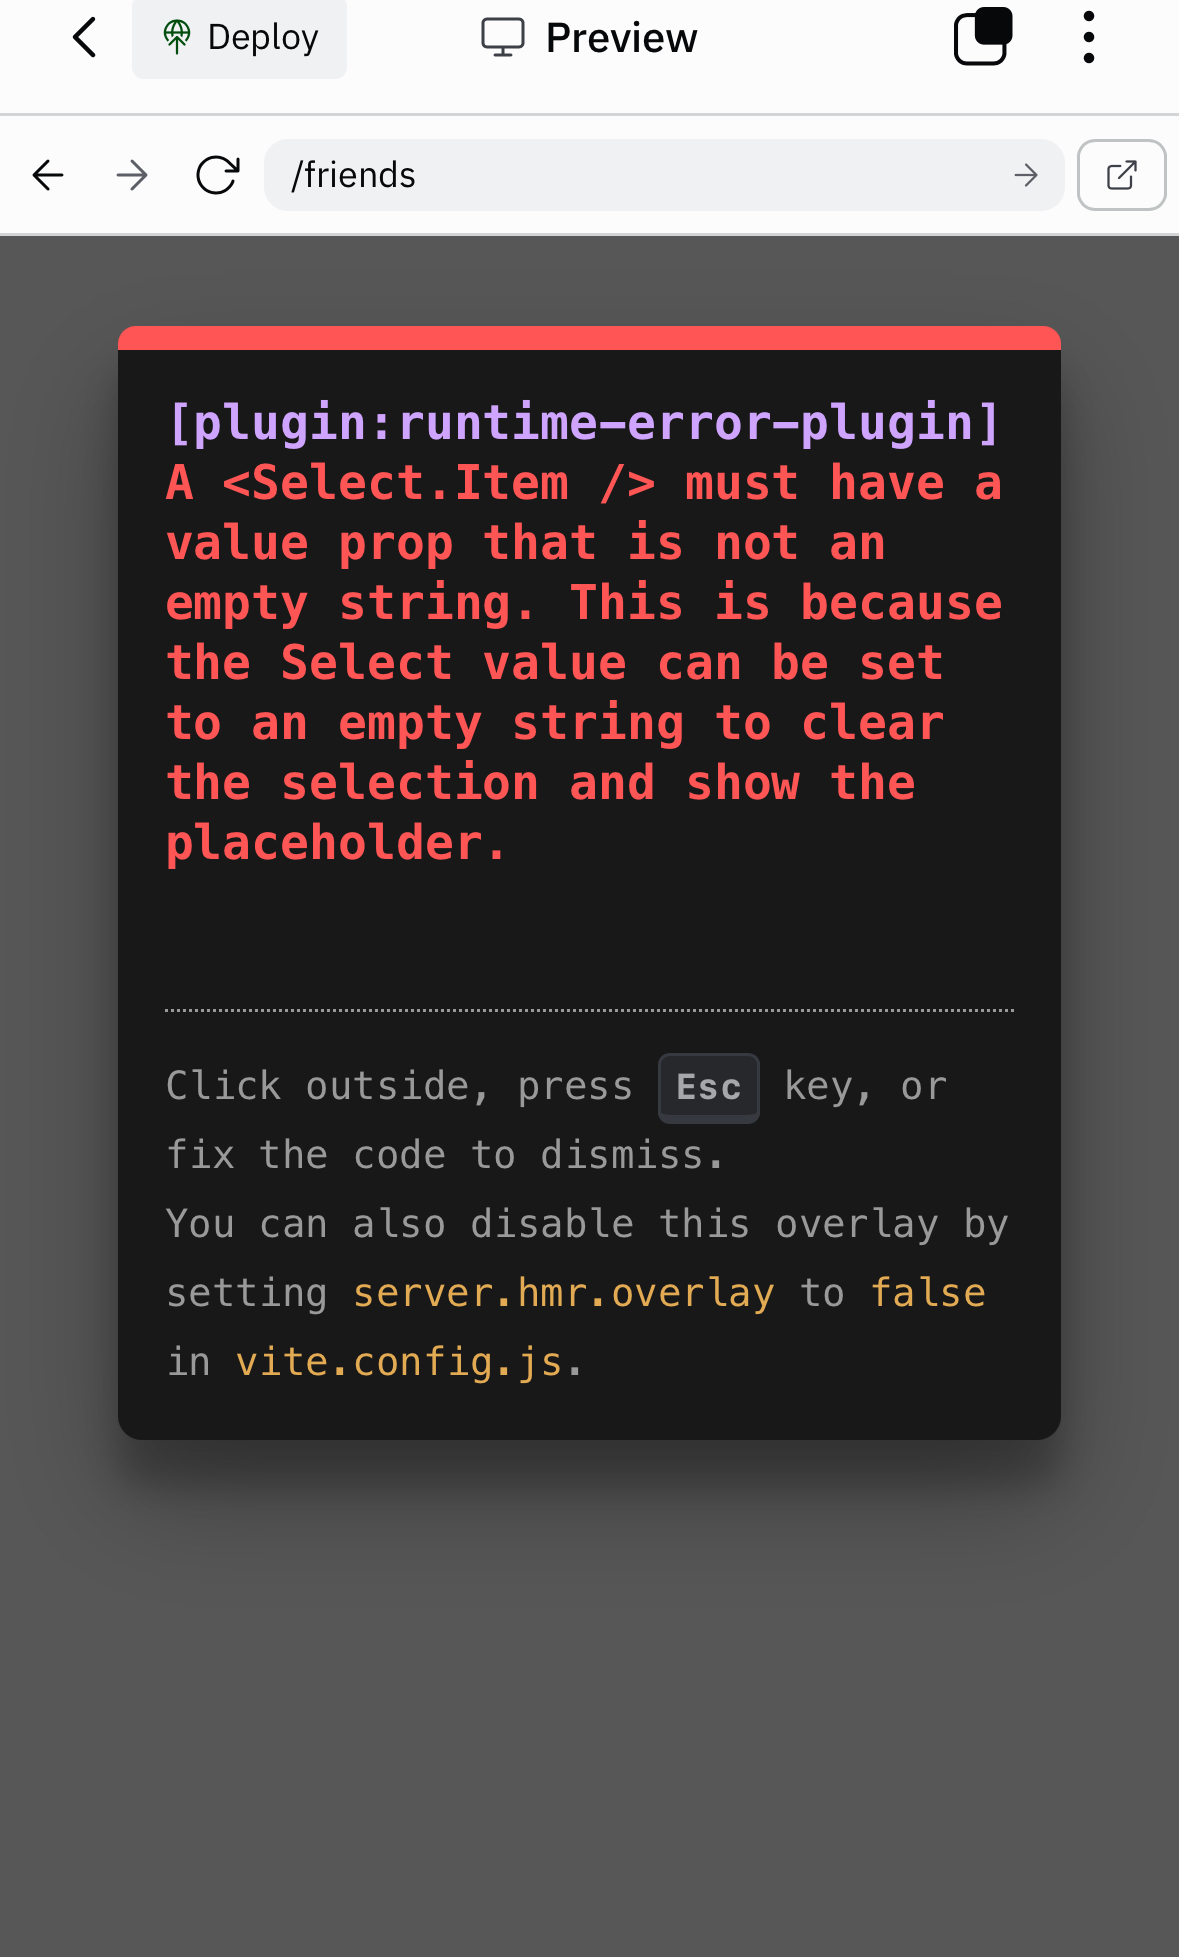 Deploy
Preview
/friends
[plugin:runtime-error-plugin]
A <Select.Item /> must have a
value prop that is not an
empty string. This is because
the Select value can be set
to an empty string to clear
the selection and show the
placeholder.
Click outside, press Esc key, or
fix the code to dismiss.
You can also disable this overlay by
setting server.hmr.overlay to false
in vite.config.js.